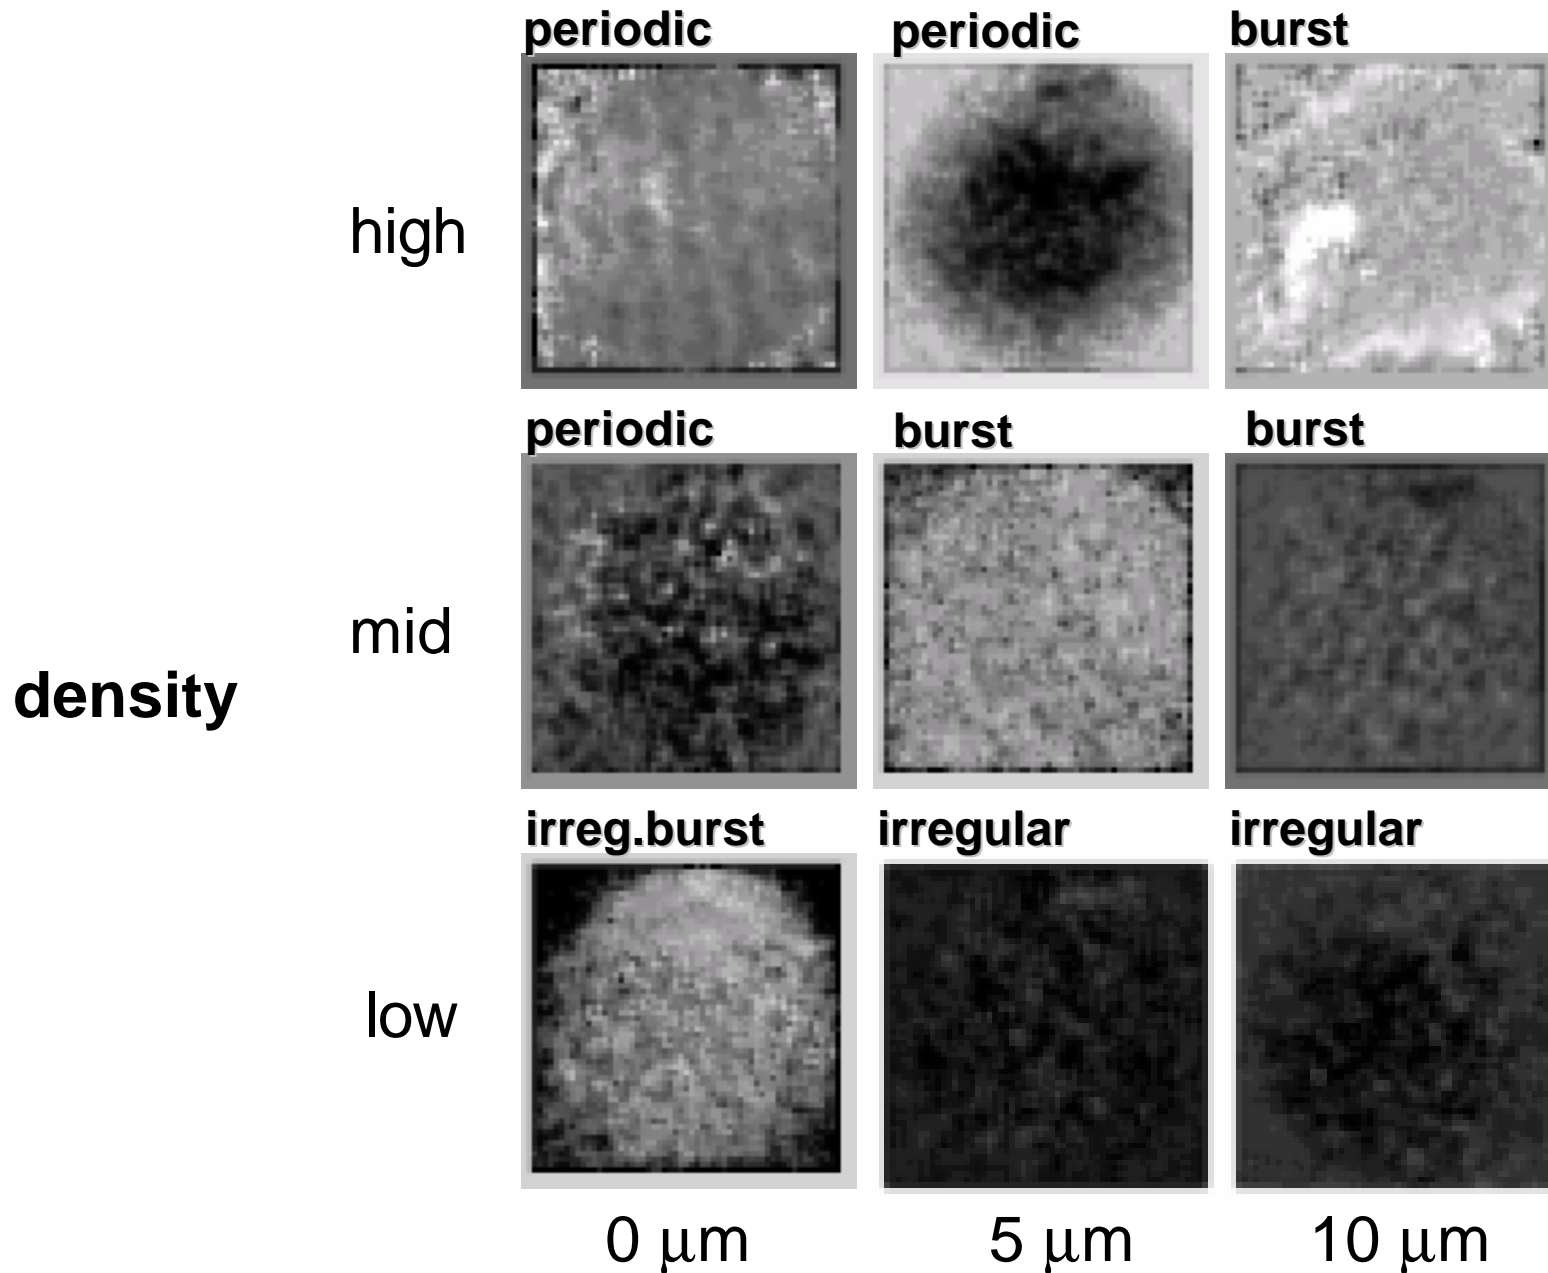 periodic periodic burst
high
periodic burst burst
mid
density
irreg.burst irregular irregular
low
0 μm 5 μm 10 μm